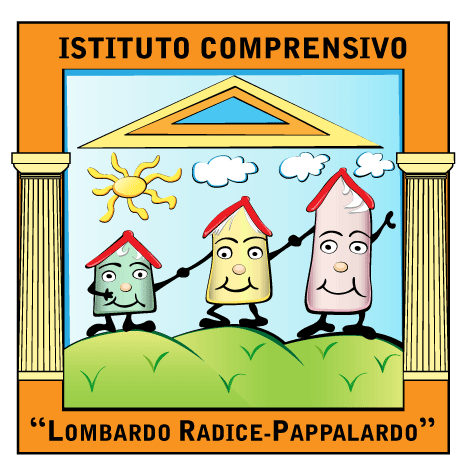 ISTITUTO COMPRENSIVO
“LOMBARDO RADICE-PAPPALARDO”